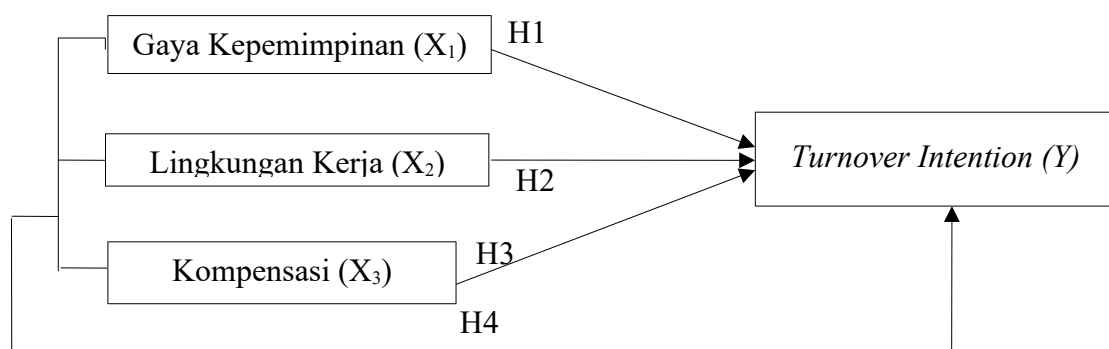 Gaya Kepemimpinan (X₁)
H1
Lingkungan Kerja (X₂)
H2
Turnover Intention (Y)
Kompensasi (X₃)
H3
H4